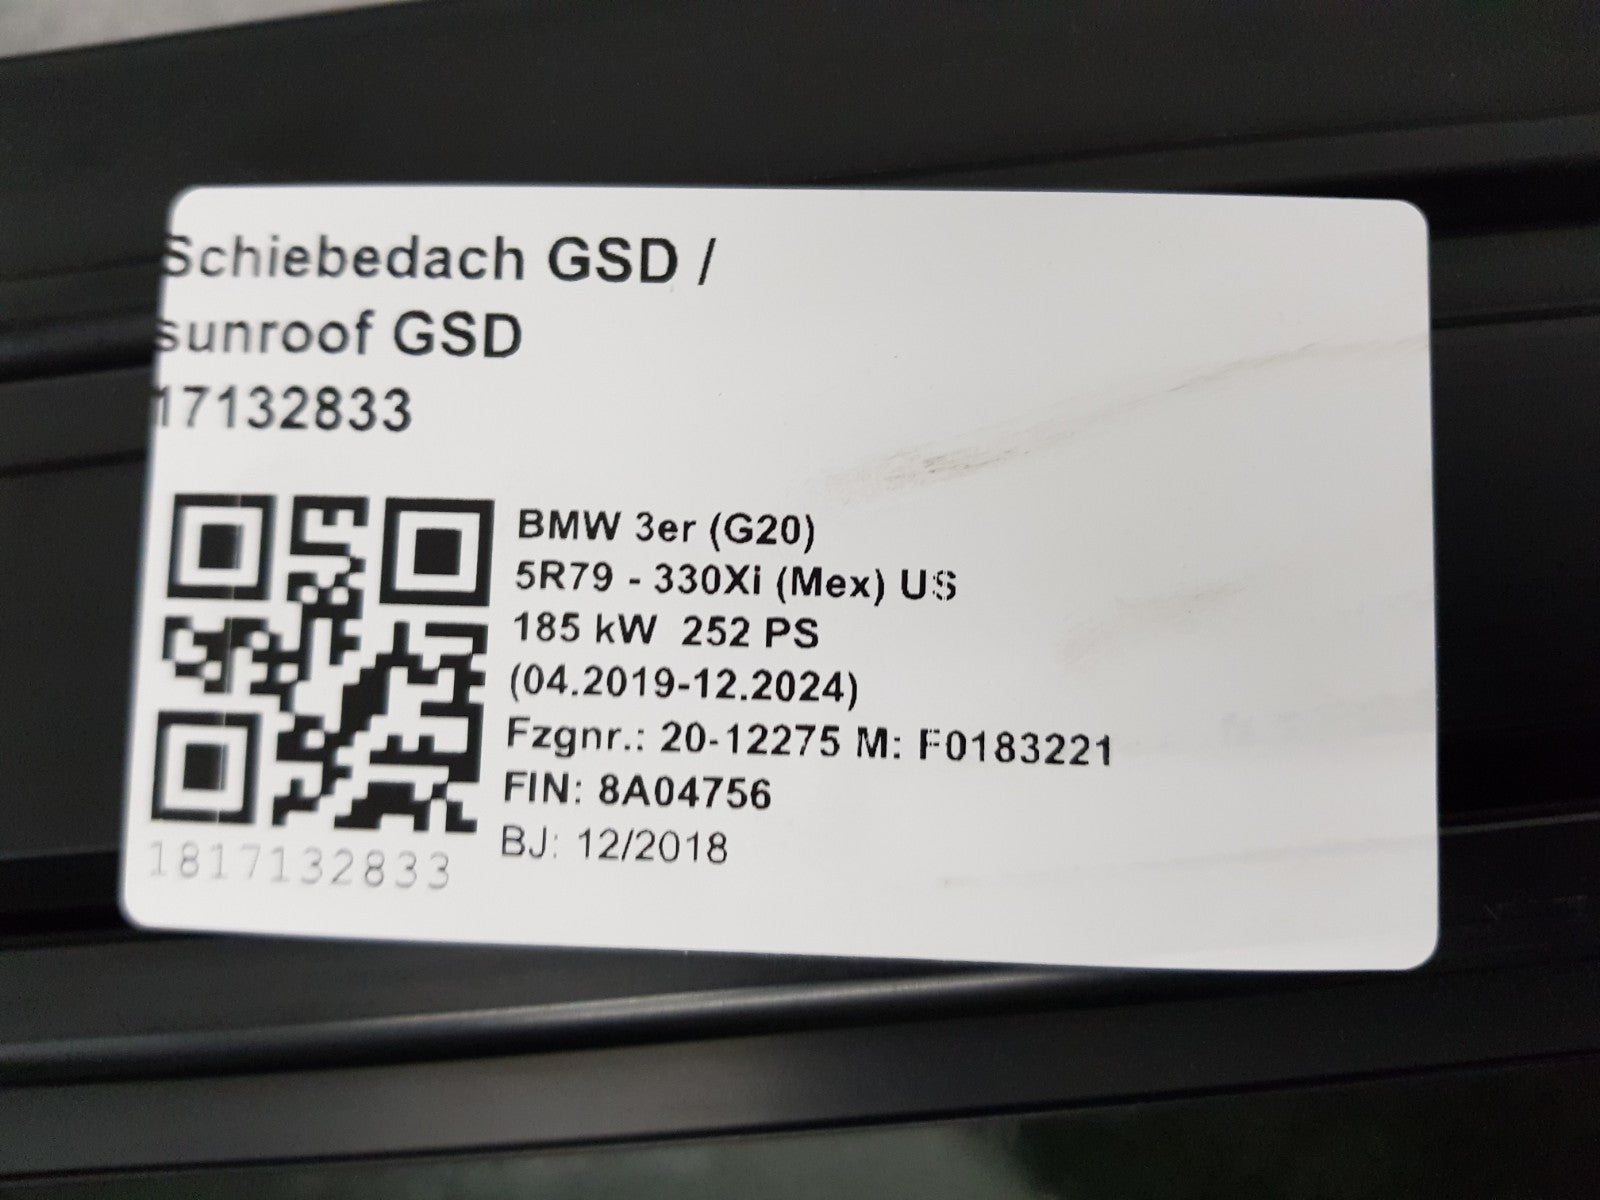 Schiebedach GSD /
sunroof GSD
17132833
BMW 3er (G20)
5R79 - 330Xi (Mex) US
185 kW  252 PS
(04.2019-12.2024)
Fzgnr.: 20-12275 M: F0183221
FIN: 8A04756
BJ: 12/2018
1817132833